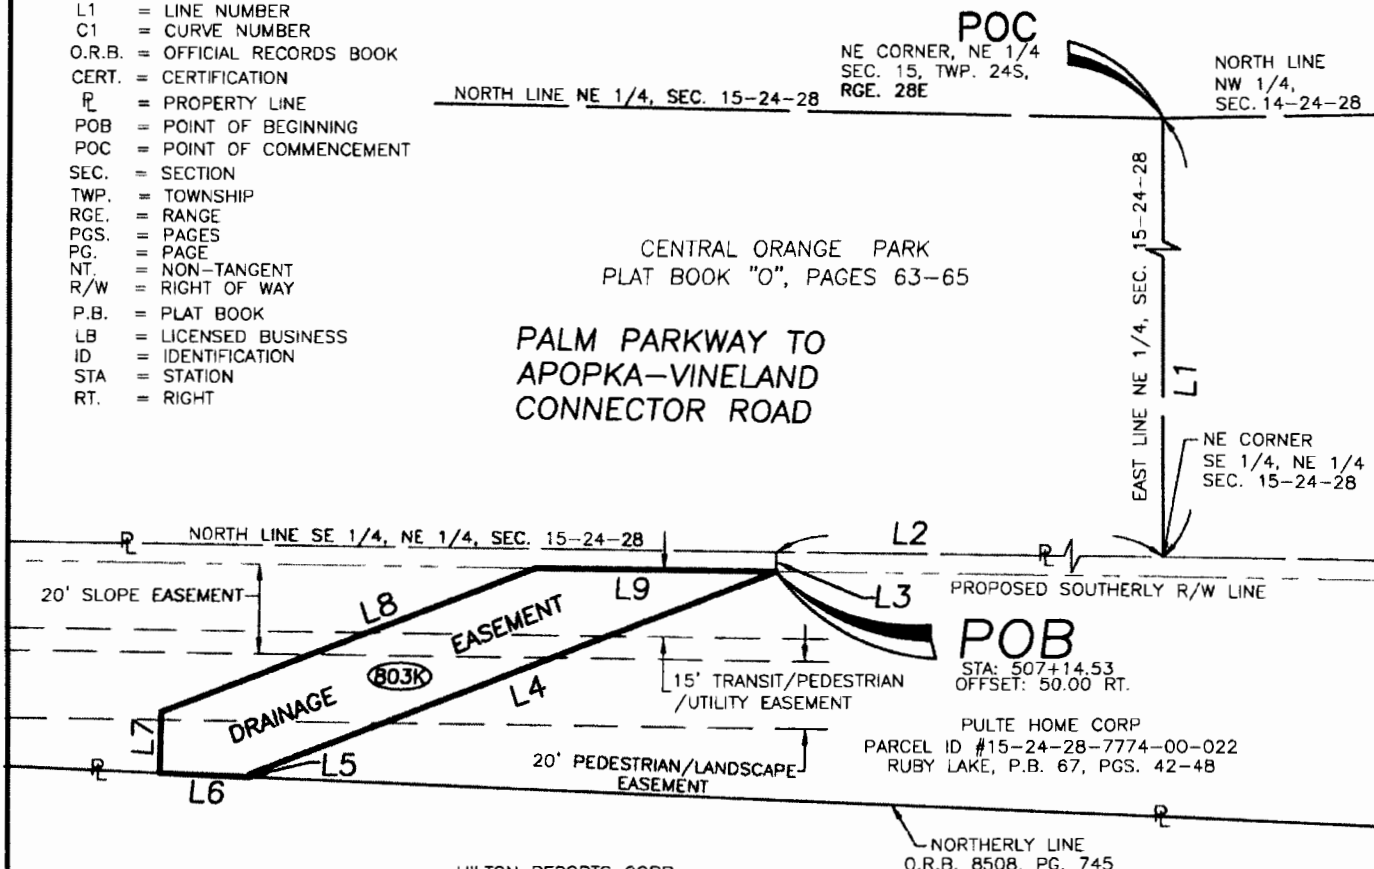 L1 = LINE NUMBER
C1 = CURVE NUMBER
O.R.B. = OFFICIAL RECORDS BOOK
CERT. = CERTIFICATION
PL = PROPERTY LINE
POB = POINT OF BEGINNING
POC = POINT OF COMMENCEMENT
SEC. = SECTION
TWP. = TOWNSHIP
RGE. = RANGE
PGS. = PAGES
PG. = PAGE
NT. = NON-TANGENT
R/W = RIGHT OF WAY
P.B. = PLAT BOOK
LB = LICENSED BUSINESS
ID = IDENTIFICATION
STA = STATION
RT. = RIGHT
POC
NE CORNER, NE 1/4
SEC. 15, TWP. 24S,
RGE. 28E
NORTH LINE
NW 1/4,
SEC. 14-24-28
NORTH LINE NE 1/4, SEC. 15-24-28
EAST LINE NE 1/4, SEC. 15-24-28
L1
CENTRAL ORANGE PARK
PLAT BOOK "O", PAGES 63-65
PALM PARKWAY TO
APOPKA-VINELAND
CONNECTOR ROAD
NE CORNER
SE 1/4, NE 1/4
SEC. 15-24-28
PL
NORTH LINE SE 1/4, NE 1/4, SEC. 15-24-28
L2
PL
20' SLOPE EASEMENT
L8
L9
L3
PROPOSED SOUTHERLY R/W LINE
DRAINAGE EASEMENT
803K
L4
POB
STA: 507+14.53
OFFSET: 50.00 RT.
15' TRANSIT/PEDESTRIAN
/UTILITY EASEMENT
L7
PULTE HOME CORP
PARCEL ID #15-24-28-7774-00-022
RUBY LAKE, P.B. 67, PGS. 42-48
PL
L5
L6
20' PEDESTRIAN/LANDSCAPE
EASEMENT
PL
NORTHERLY LINE
O.R.B. 8508, PG. 745
HILTON RESORTS CORP